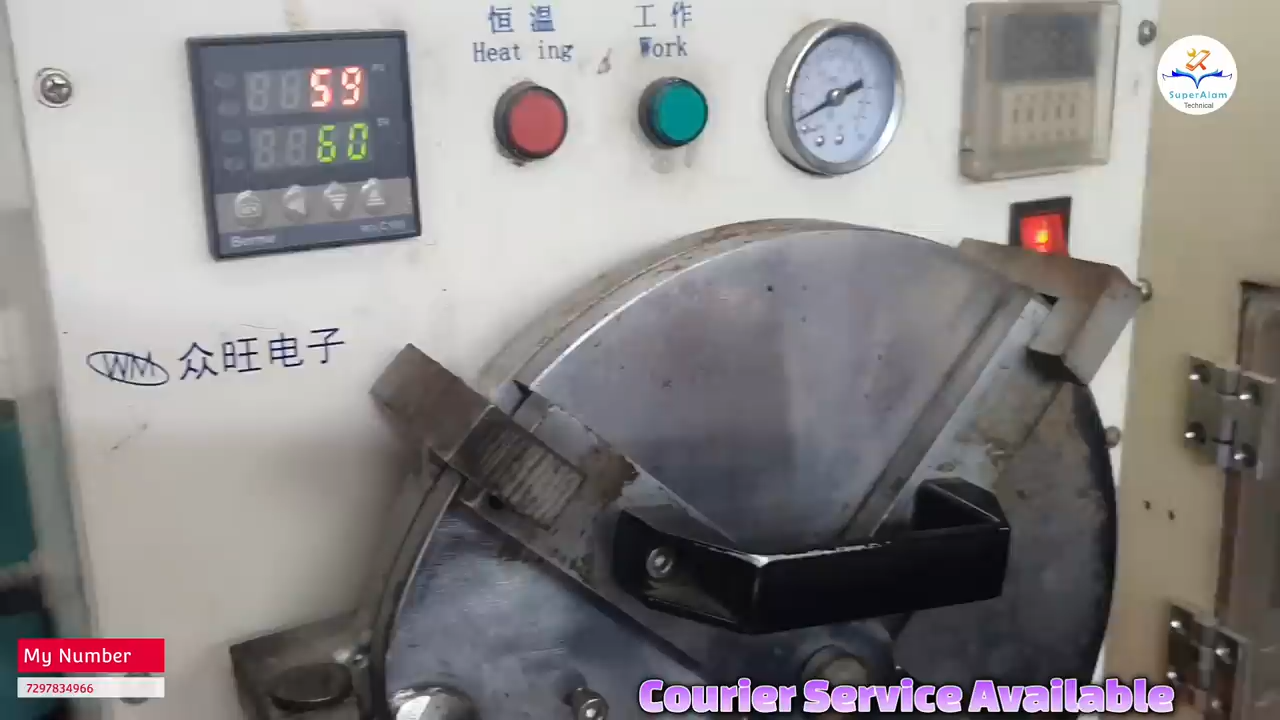 恒温
Heat ing
工作
Work
59
60
WM 众旺电子
SuperAlam
Technical
My Number
7297834966
Courier Service Available